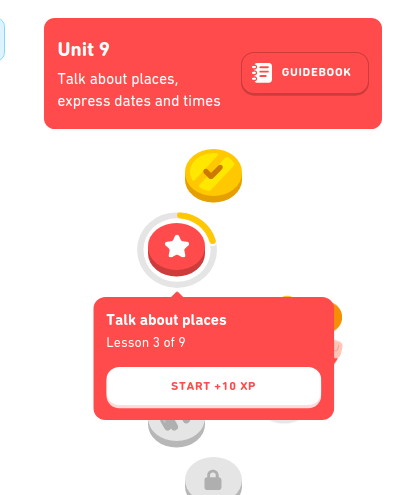 Unit 9
Talk about places,
express dates and times
GUIDEBOOK
Talk about places
Lesson 3 of 9
START +10 XP